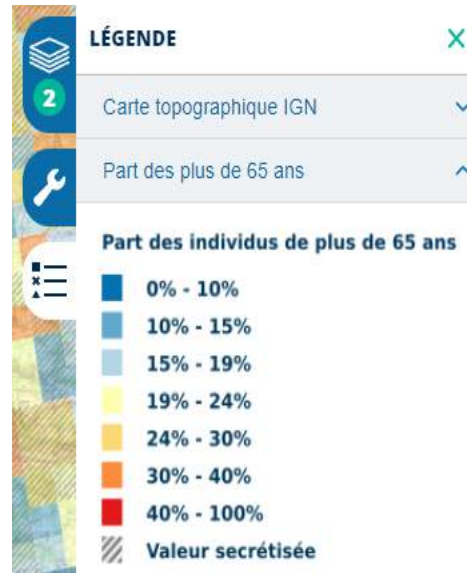 LÉGENDE
2
Carte topographique IGN
Part des plus de 65 ans
Part des individus de plus de 65 ans
0% - 10%
10% - 15%
15% - 19%
19% - 24%
24% - 30%
30% - 40%
40% - 100%
Valeur secrétisée